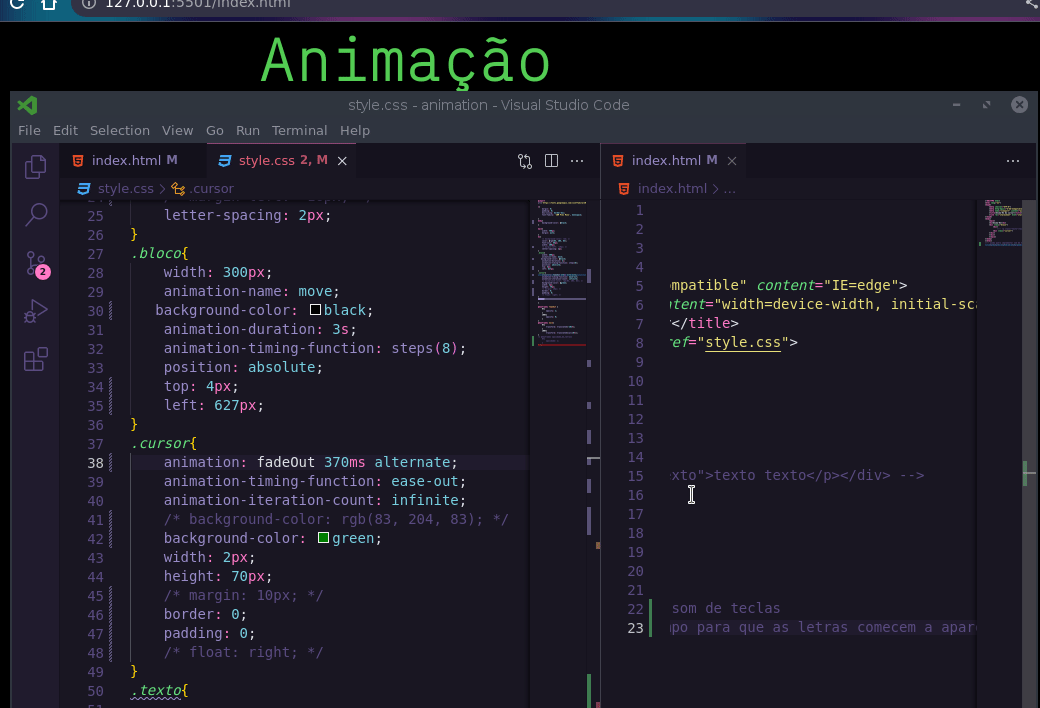 127.0.0.1:5501/index.html
Animação
style.css - animation - Visual Studio Code
File Edit Selection View Go Run Terminal Help
index.html M
style.css 2, M
index.html M
style.css > .cursor
index.html > ...
2
25 letter-spacing: 2px;
26 }
27 .bloco{
28 width: 300px;
29 animation-name: move;
30 background-color: black;
31 animation-duration: 3s;
32 animation-timing-function: steps(8);
33 position: absolute;
34 top: 4px;
35 left: 627px;
36 }
37 .cursor{
38 animation: fadeOut 370ms alternate;
39 animation-timing-function: ease-out;
40 animation-iteration-count: infinite;
41 /* background-color: rgb(83, 204, 83); */
42 background-color: green;
43 width: 2px;
44 height: 70px;
45 /* margin: 10px; */
46 border: 0;
47 padding: 0;
48 /* float: right; */
49 }
50 .texto{
1
2
3
4
5 ompatible" content="IE=edge">
6 ntent="width=device-width, initial-sca
7 </title>
8 ref="style.css">
9
10
11
12
13
14
15 exto">texto texto</p></div> -->
16
17
18
19
20
21
22 som de teclas
23 po para que as letras comecem a apar